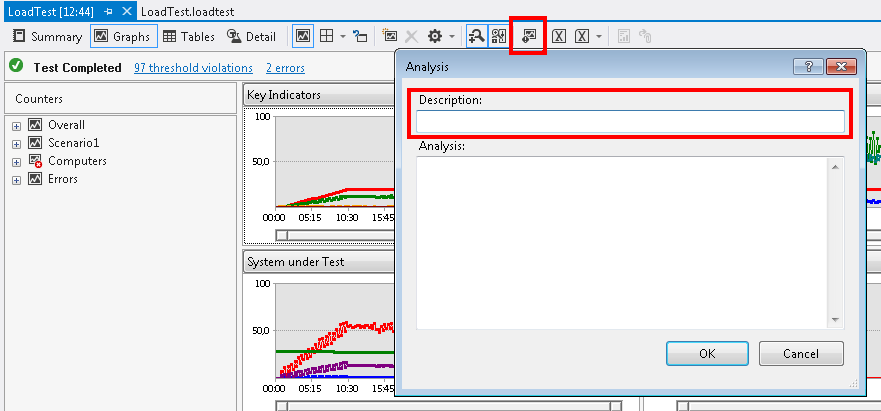 LoadTest [12:44]
LoadTest.loadtest
Summary
Graphs
Tables
Detail
Test Completed
97 threshold violations
2 errors
Counters
Overall
Scenario1
Computers
Errors
Key Indicators
100
50,0
00:00 05:15 10:30 15:45
System under Test
100
50,0
00:00 05:15 10:30 15:45
Analysis
Description:
Analysis:
OK
Cancel